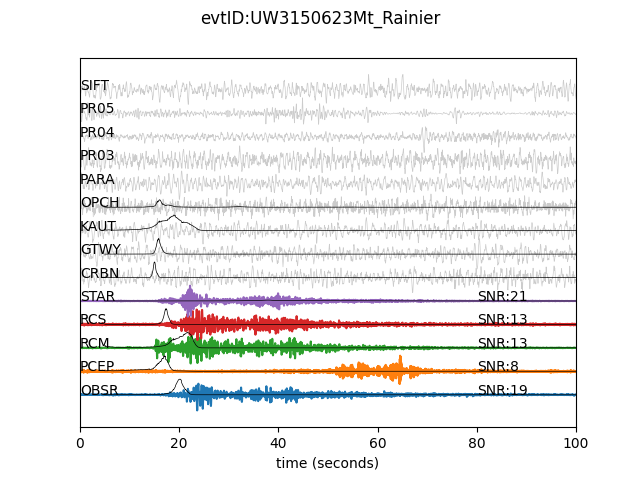 evtID:UW3150623Mt_Rainier
SIFT
PR05
PR04
PR03
PARA
OPCH
KAUT
GTWY
CRBN
STAR SNR:21
RCS SNR:13
RCM SNR:13
PCEP SNR:8
OBSR SNR:19
0 20 40 60 80 100
time (seconds)